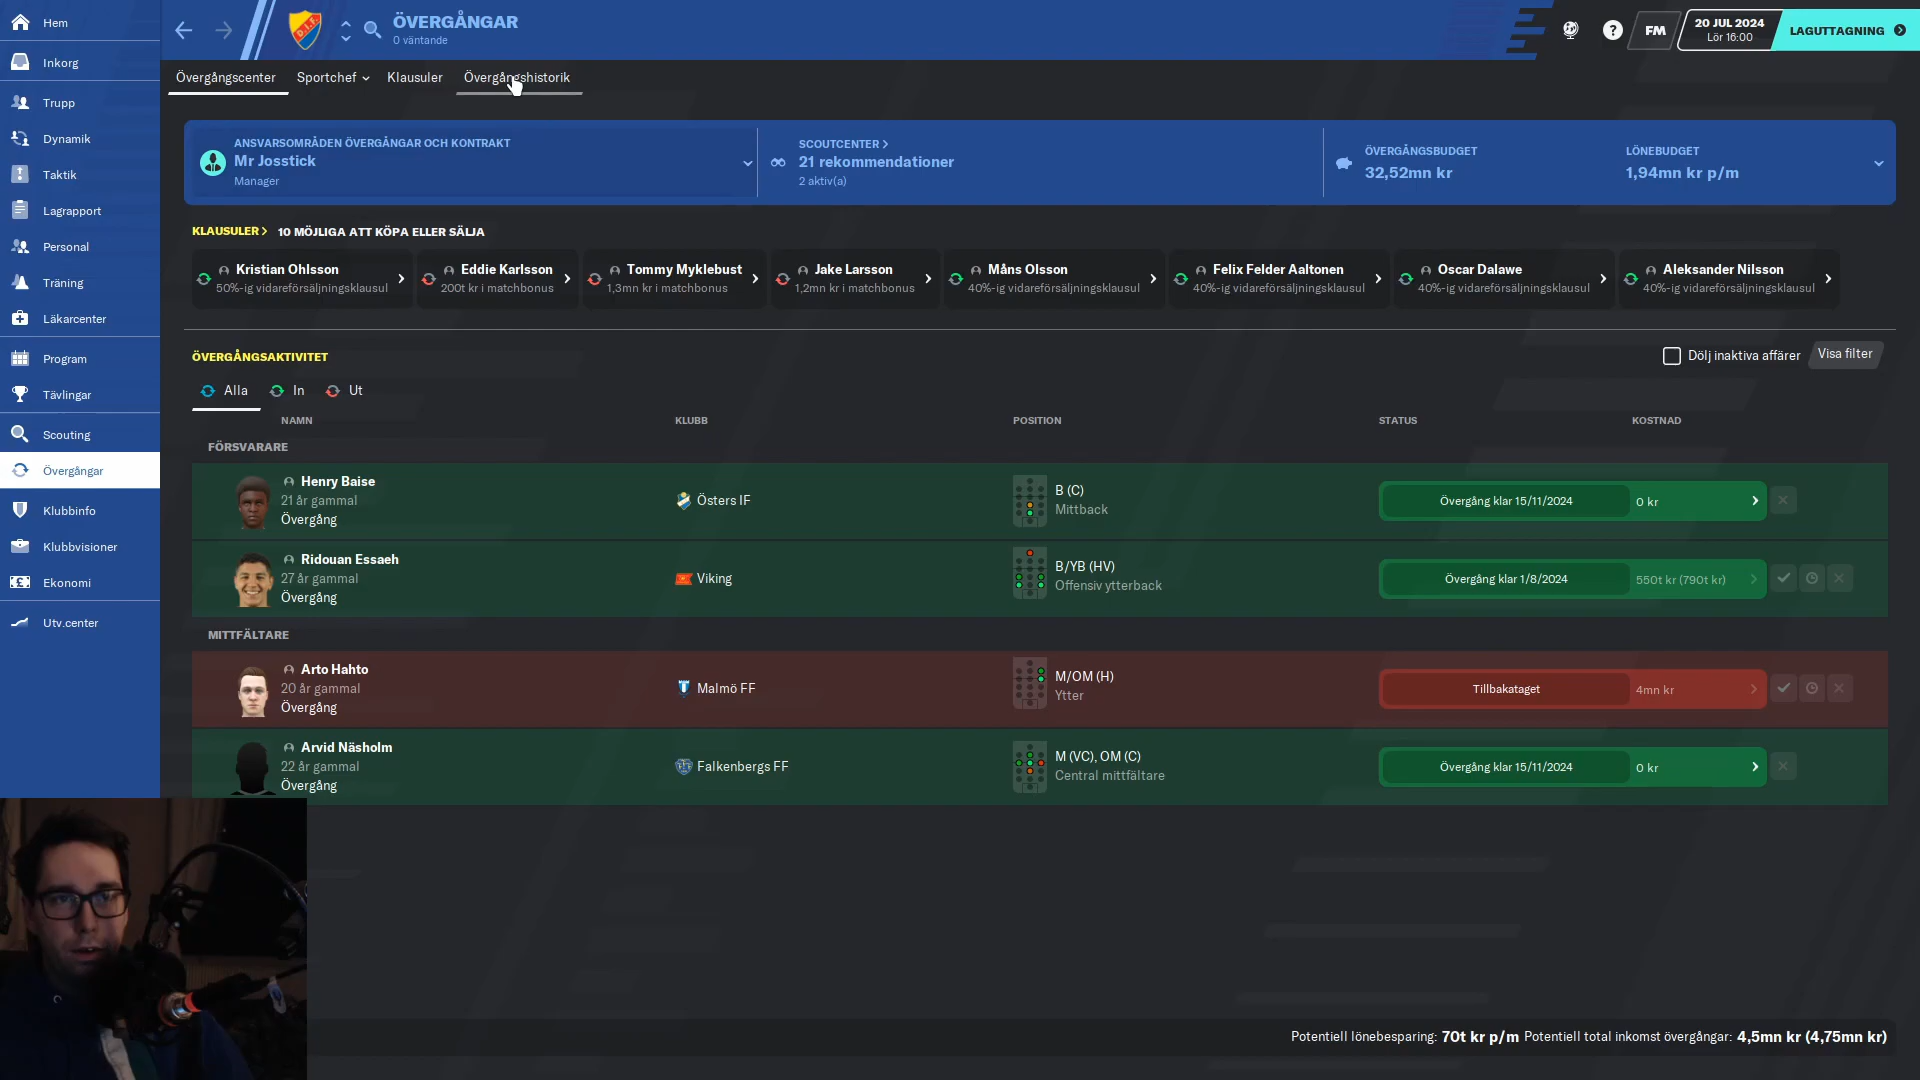 Hem
Inkorg
Trupp
Dynamik
Taktik
Lagrapport
Personal
Träning
Läkarcenter
Program
Tävlingar
Scouting
Övergångar
Klubbinfo
Klubbvisioner
Ekonomi
Utv.center
D.I.F.
ÖVERGÅNGAR
0 väntande
?
FM
20 JUL 2024
Lör 16:00
LAGUTTAGNING
Övergångscenter
Sportchef
Klausuler
Övergångshistorik
ANSVARSOMRÅDEN ÖVERGÅNGAR OCH KONTRAKT
Mr Josstick
Manager
SCOUTCENTER >
21 rekommendationer
2 aktiv(a)
ÖVERGÅNGSBUDGET
32,52mn kr
LÖNEBUDGET
1,94mn kr p/m
KLAUSULER > 10 MÖJLIGA ATT KÖPA ELLER SÄLJA
Kristian Ohlsson
50%-ig vidareförsäljningsklausul
Eddie Karlsson
200t kr i matchbonus
Tommy Myklebust
1,3mn kr i matchbonus
Jake Larsson
1,2mn kr i matchbonus
Måns Olsson
40%-ig vidareförsäljningsklausul
Felix Felder Aaltonen
40%-ig vidareförsäljningsklausul
Oscar Dalawe
40%-ig vidareförsäljningsklausul
Aleksander Nilsson
40%-ig vidareförsäljningsklausul
ÖVERGÅNGSAKTIVITET
Dölj inaktiva affärer
Visa filter
Alla
In
Ut
NAMN KLUBB POSITION STATUS KOSTNAD
FÖRSVARARE
Henry Baise
21 år gammal
Övergång
Östers IF
B (C)
Mittback
Övergång klar 15/11/2024
0 kr
Ridouan Essaeh
27 år gammal
Övergång
Viking
B/YB (HV)
Offensiv ytterback
Övergång klar 1/8/2024
550t kr (790t kr)
MITTFÄLTARE
Arto Hahto
20 år gammal
Övergång
Malmö FF
M/OM (H)
Ytter
Tillbakataget
4mn kr
Arvid Näsholm
22 år gammal
Övergång
Falkenbergs FF
M (VC), OM (C)
Central mittfältare
Övergång klar 15/11/2024
0 kr
Potentiell lönebesparing: 70t kr p/m Potentiell total inkomst övergångar: 4,5mn kr (4,75mn kr)